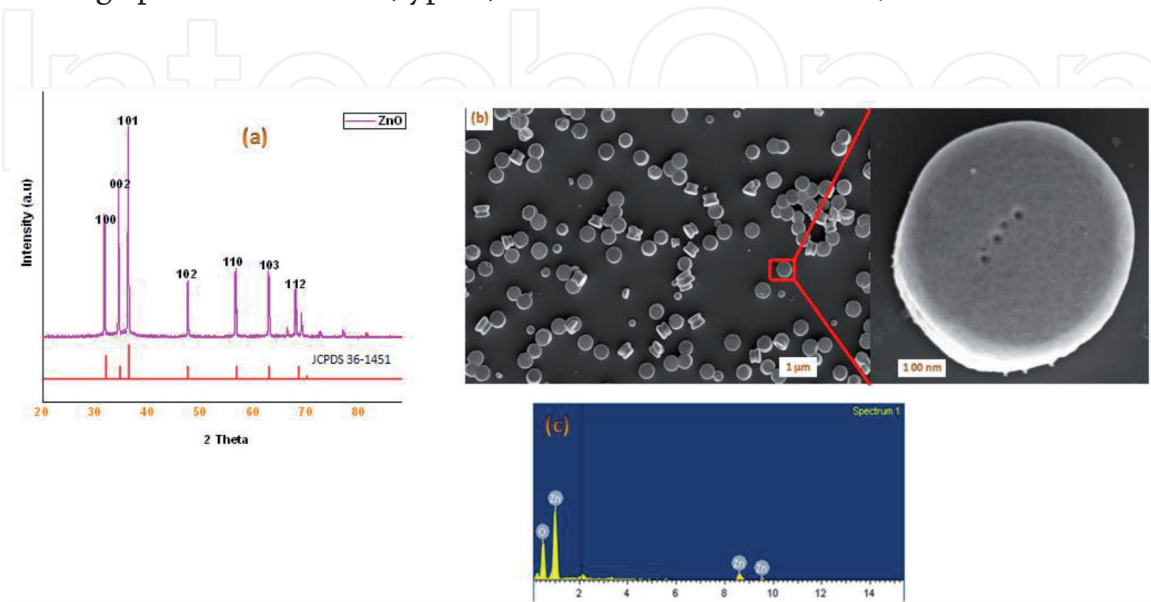 IntechOpen
(a)
ZnO
101
002
100
102
110
103
112
JCPDS 36-1451
Intensity (a.u)
20 30 40 50 60 70 80
2 Theta
(b)
1 μm
100 nm
(c)
Spectrum 1
Zn
O
Zn
Zn
2 4 6 8 10 12 14